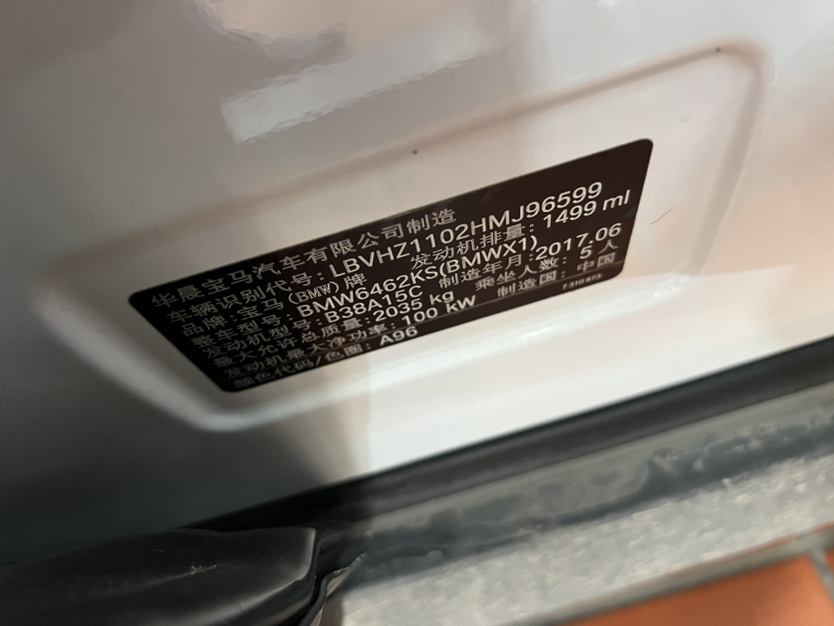 华晨宝马汽车有限公司制造
车辆识别代号: LBVHZ1102HMJ96599
品牌: 宝马(BMW)牌 发动机排量: 1499 ml
整车型号: BMW6462KS(BMWX1)
发动机型号: B38A15C 制造年月: 2017.06
最大允许总质量: 2035 kg 乘坐人数: 5 人
发动机最大净功率: 100 kW 制造国: 中国
颜色代码/色圈: A96